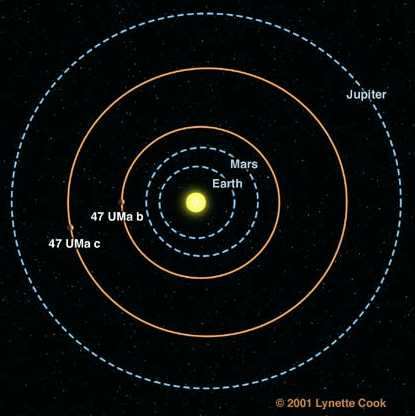 Jupiter
Mars
Earth
47 UMa b
47 UMa c
© 2001 Lynette Cook